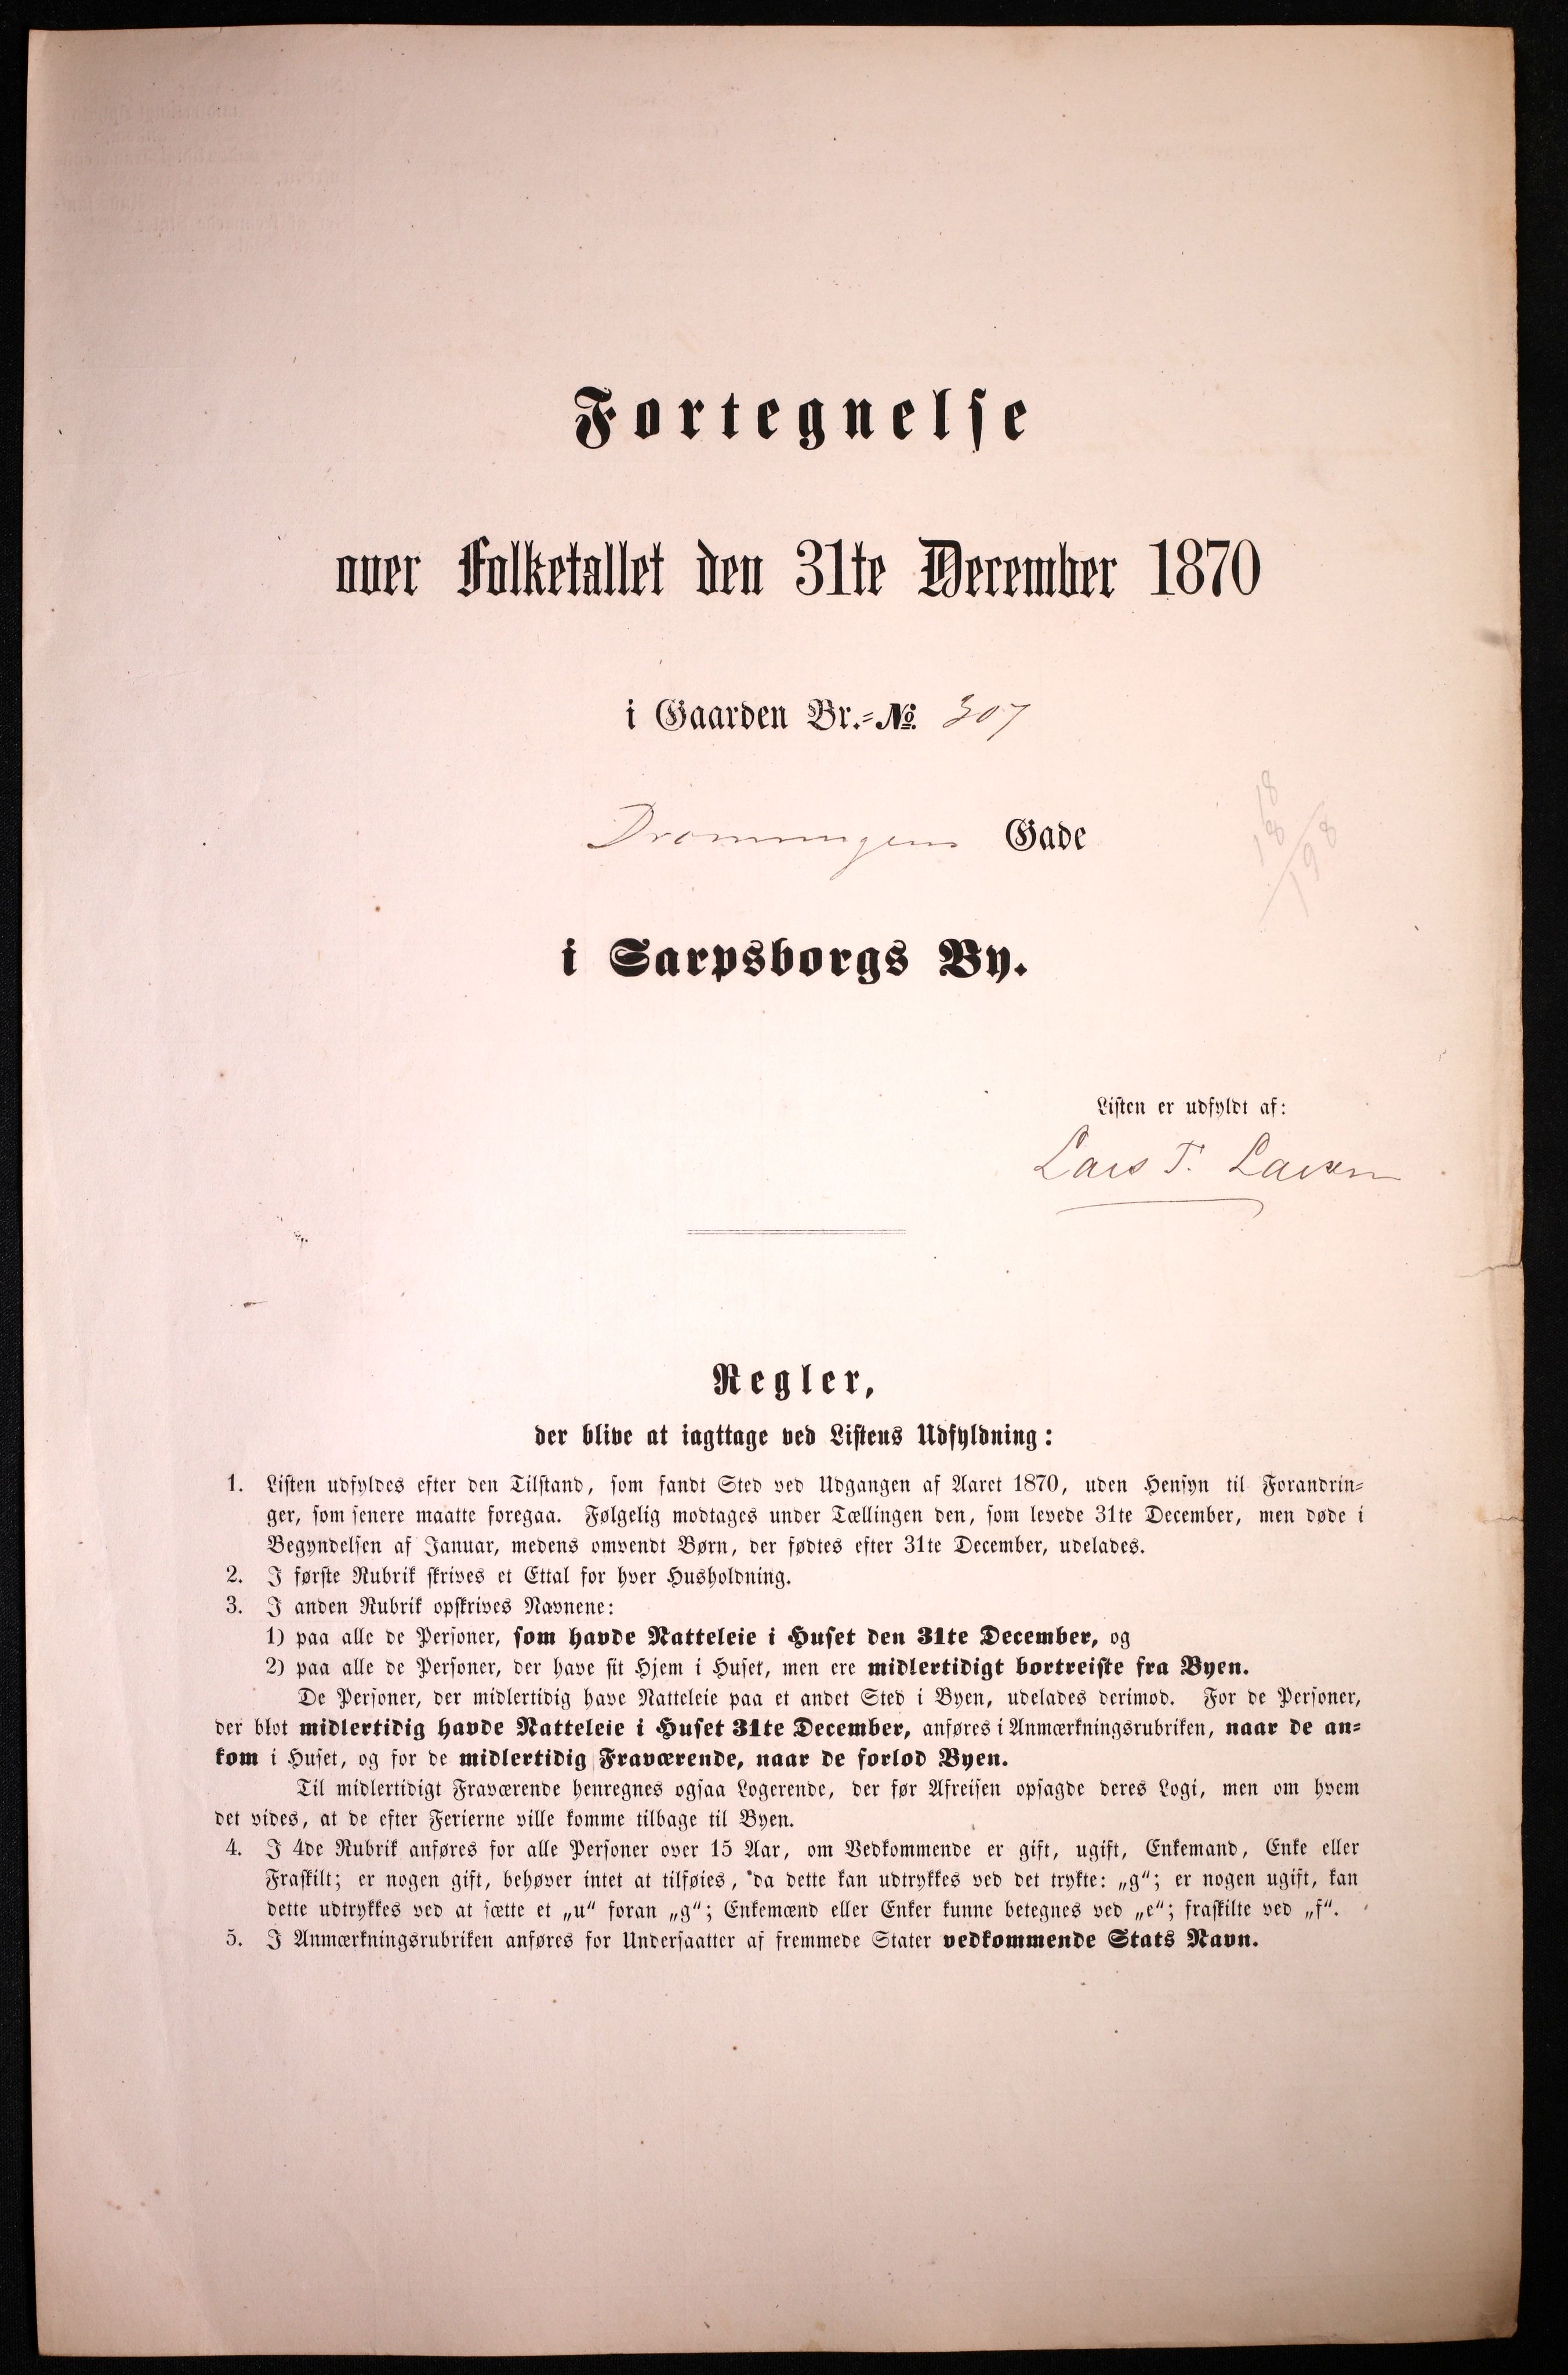 Fortegnelse
over Folketallet den 31te December 1870
i Gaarden Br.=No. 307
Dronningens Gade
18
18
198
i Sarpsborgs By.
Listen er udfyldt af:
Lars T. Larsen
Regler,
der blive at iagttage ved Listens Udfyldning:
1. Listen udfyldes efter den Tilstand, som fandt Sted ved Udgangen af Aaret 1870, uden Hensyn til Forandrin=
ger, som senere maatte foregaa. Følgelig modtages under Tællingen den, som levede 31te December, men døde i
Begyndelsen af Januar, medens omvendt Børn, der fødtes efter 31te December, udelades.
2. I første Rubrik skrives et Ettal for hver Husholdning.
3. I anden Rubrik opskrives Navnene:
1) paa alle de Personer, som havde Natteleie i Huset den 31te December, og
2) paa alle de Personer, der have sit Hjem i Huset, men ere midlertidigt bortreiste fra Byen.
De Personer, der midlertidig have Natteleie paa et andet Sted i Byen, udelades derimod. For de Personer,
der blot midlertidig havde Natteleie i Huset 31te December, anføres i Anmærkningsrubriken, naar de an=
kom i Huset, og for de midlertidig Fraværende, naar de forlod Byen.
Til midlertidigt Fraværende henregnes ogsaa Logerende, der før Afreisen opsagde deres Logi, men om hvem
det vides, at de efter Ferierne ville komme tilbage til Byen.
4. I 4de Rubrik anføres for alle Personer over 15 Aar, om Vedkommende er gift, ugift, Enkemand, Enke eller
Fraskilt; er nogen gift, behøver intet at tilføies, da dette kan udtrykkes ved det trykte: „g“; er nogen ugift, kan
dette udtrykkes ved at sætte et „u“ foran „g“; Enkemænd eller Enker kunne betegnes ved „e“; fraskilte ved „f“.
5. I Anmærkningsrubriken anføres for Undersaatter af fremmede Stater vedkommende Stats Navn.